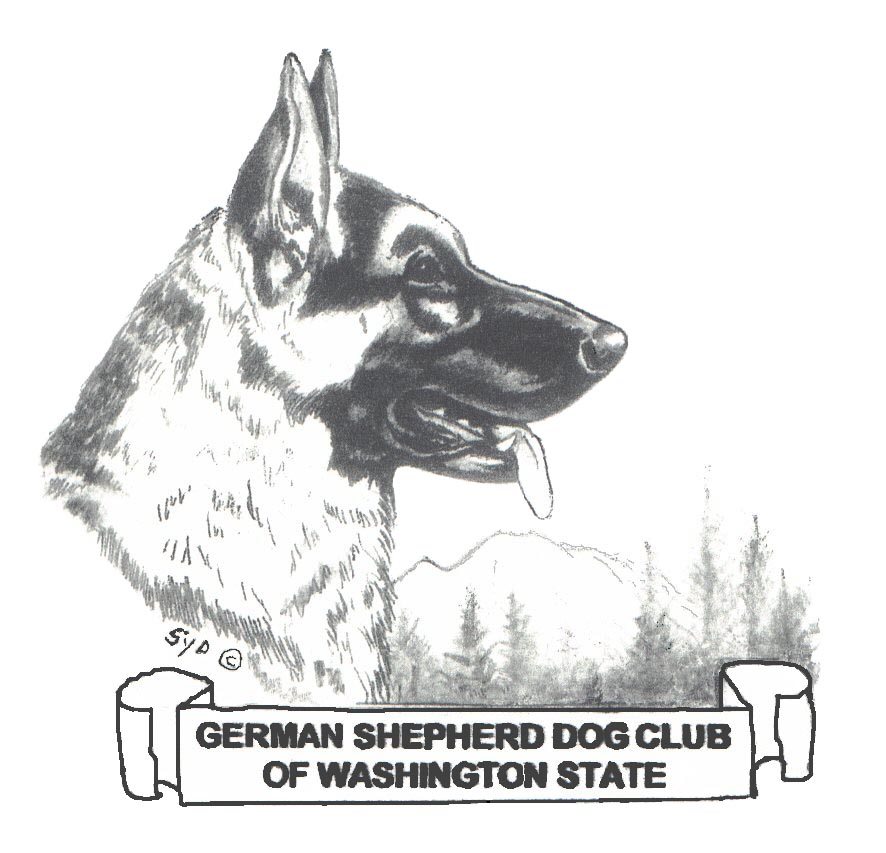 SYD ©
GERMAN SHEPHERD DOG CLUB
OF WASHINGTON STATE